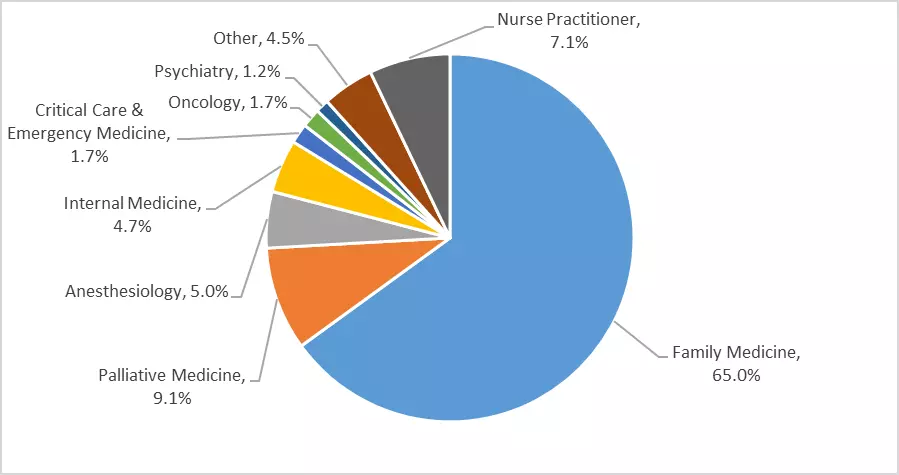 Nurse Practitioner,
7.1%
Other, 4.5%
Psychiatry, 1.2%
Oncology, 1.7%
Critical Care &
Emergency Medicine,
1.7%
Internal Medicine,
4.7%
Anesthesiology, 5.0%
Palliative Medicine,
9.1%
Family Medicine,
65.0%